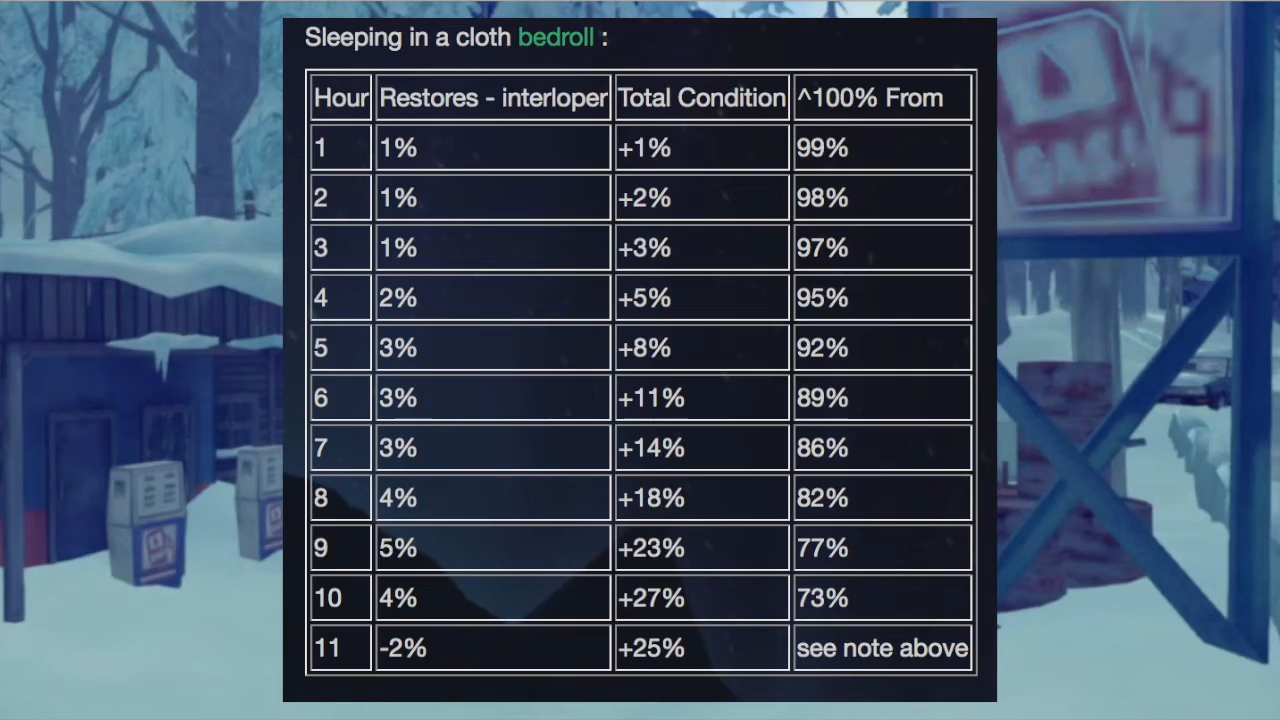 Sleeping in a cloth bedroll :
Hour Restores - interloper Total Condition ^100% From
1 1% +1% 99%
2 1% +2% 98%
3 1% +3% 97%
4 2% +5% 95%
5 3% +8% 92%
6 3% +11% 89%
7 3% +14% 86%
8 4% +18% 82%
9 5% +23% 77%
10 4% +27% 73%
11 -2% +25% see note above
GAS